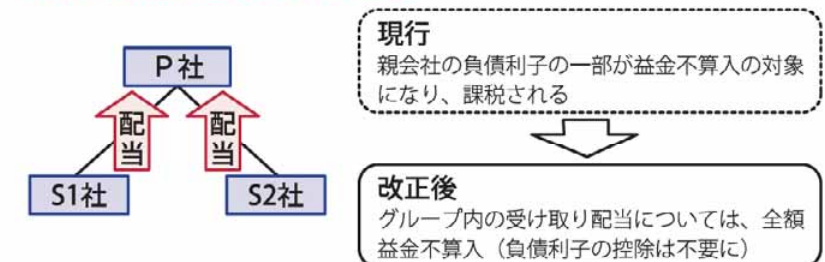 P社
配当
配当
S1社
S2社
現行
親会社の負債利子の一部が益金不算入の対象
になり、課税される
改正後
グループ内の受け取り配当については、全額
益金不算入（負債利子の控除は不要に）